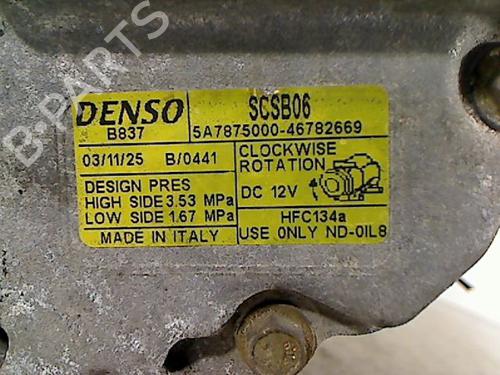 B-PARTS
DENSO SCSB06
B837 5A7875000-46782669
03/11/25 B/0441
CLOCKWISE
ROTATION
DC 12V
DESIGN PRES
HIGH SIDE 3.53 MPa
LOW SIDE 1.67 MPa
HFC134a
MADE IN ITALY
USE ONLY ND-OIL8